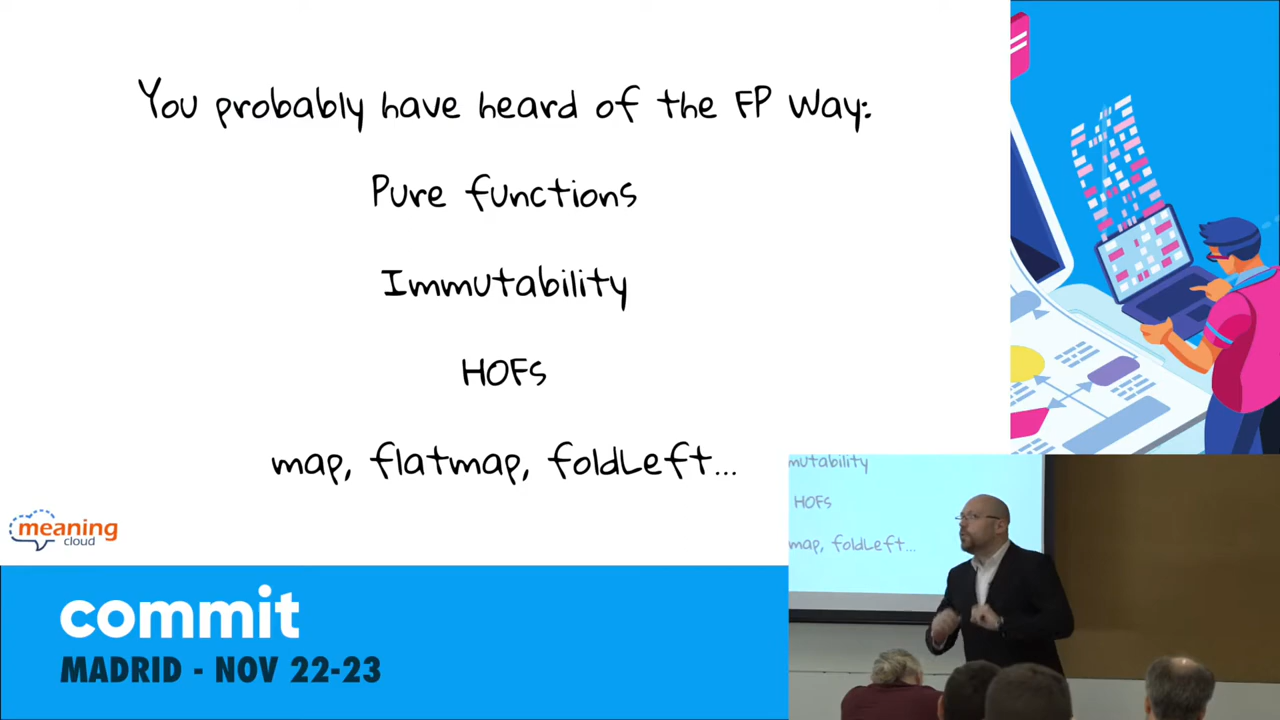 You probably have heard of the FP Way:
Pure functions
Immutability
HOFs
map, flatmap, foldLeft...
meaning
cloud
commit
MADRID - NOV 22-23
mutability
HOFs
map, foldLeft...